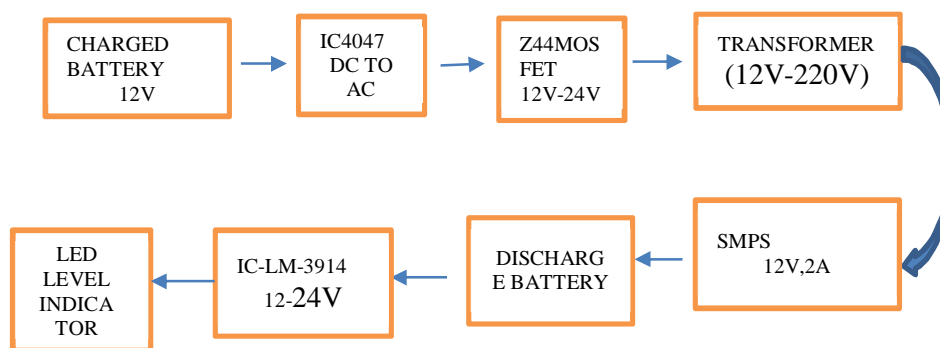 CHARGED
BATTERY
12V
IC4047
DC TO
AC
Z44MOS
FET
12V-24V
TRANSFORMER
(12V-220V)
SMPS
12V,2A
DISCHARG
E BATTERY
IC-LM-3914
12-24V
LED
LEVEL
INDICA
TOR